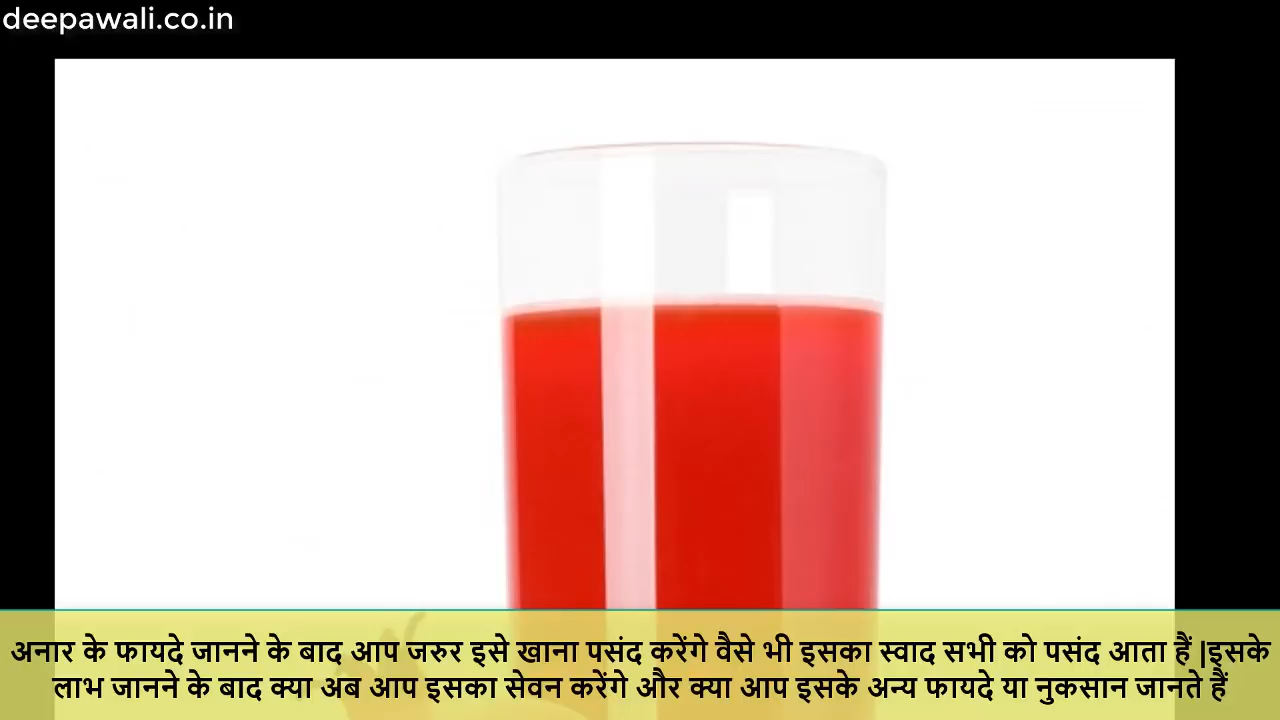 deepawali.co.in
अनार के फायदे जानने के बाद आप जरुर इसे खाना पसंद करेंगे वैसे भी इसका स्वाद सभी को पसंद आता हैं |इसके
लाभ जानने के बाद क्या अब आप इसका सेवन करेंगे और क्या आप इसके अन्य फायदे या नुकसान जानते हैं